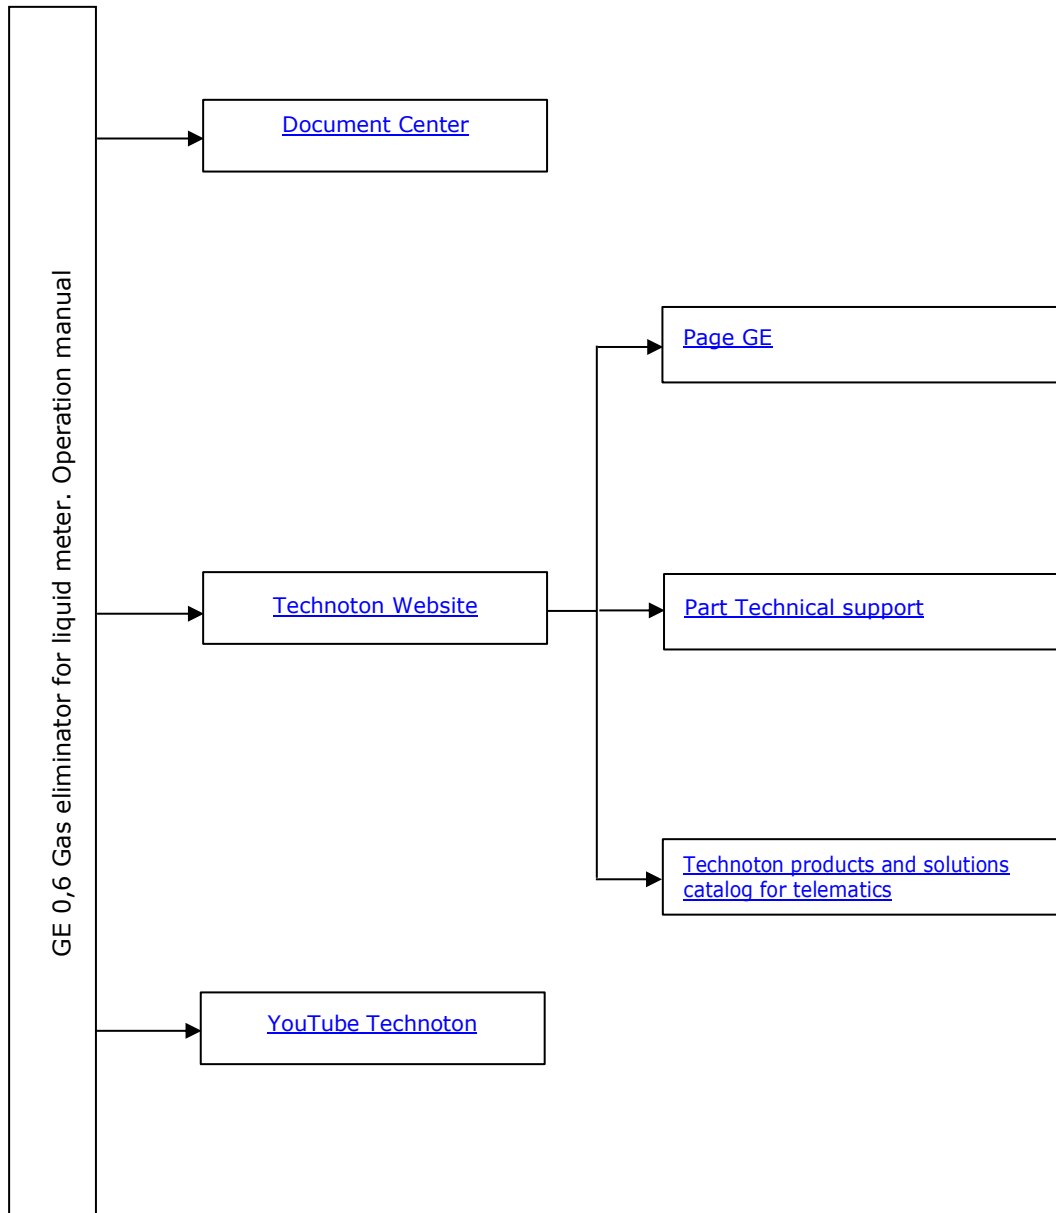 GE 0,6 Gas eliminator for liquid meter. Operation manual
Document Center
Technoton Website
YouTube Technoton
Page GE
Part Technical support
Technoton products and solutions
catalog for telematics